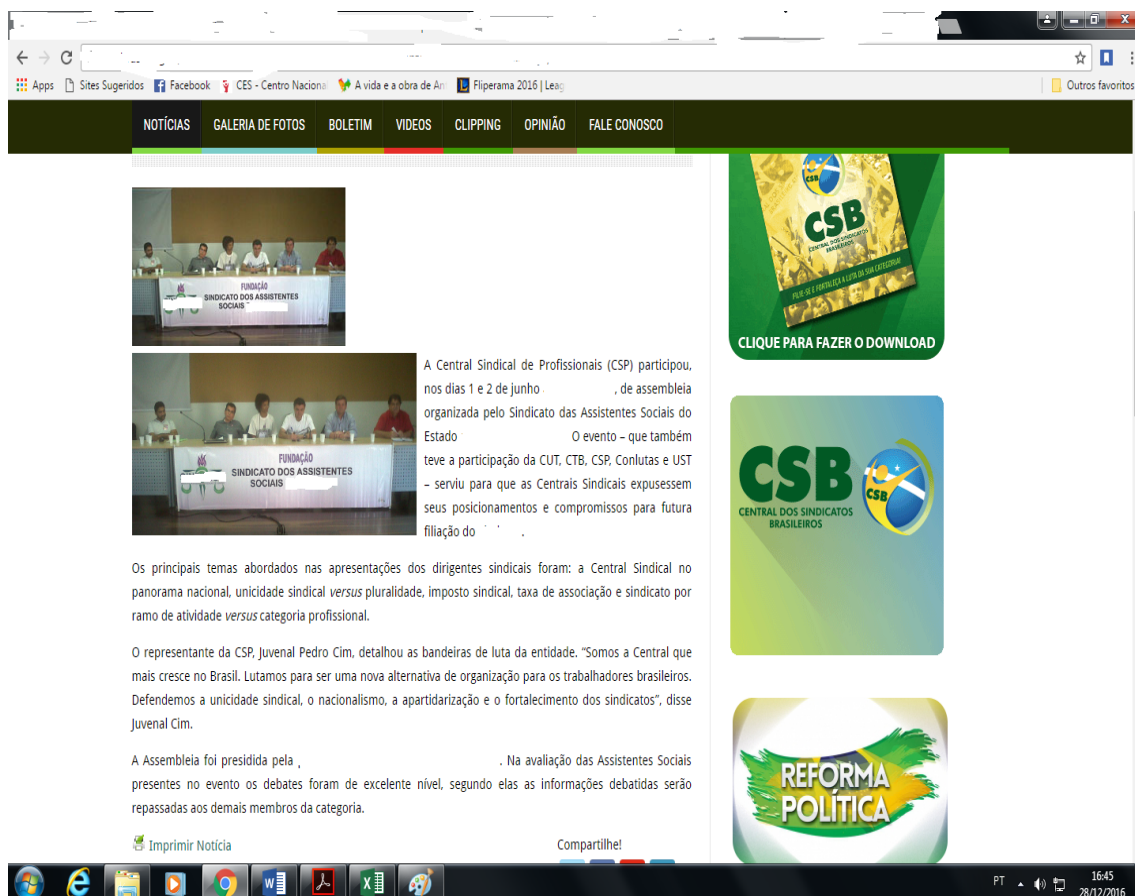 Apps Sites Sugeridos Facebook CES - Centro Naciona A vida e a obra de An Fliperama 2016 | Leag Outros favoritos
NOTÍCIAS GALERIA DE FOTOS BOLETIM VIDEOS CLIPPING OPINIÃO FALE CONOSCO
FUNDAÇÃO
SINDICATO DOS ASSISTENTES
SOCIAIS
FUNDAÇÃO
SINDICATO DOS ASSISTENTES
SOCIAIS
A Central Sindical de Profissionais (CSP) participou,
nos dias 1 e 2 de junho , de assembleia
organizada pelo Sindicato das Assistentes Sociais do
Estado O evento – que também
teve a participação da CUT, CTB, CSP, Conlutas e UST
– serviu para que as Centrais Sindicais expusessem
seus posicionamentos e compromissos para futura
filiação do .
Os principais temas abordados nas apresentações dos dirigentes sindicais foram: a Central Sindical no
panorama nacional, unicidade sindical versus pluralidade, imposto sindical, taxa de associação e sindicato por
ramo de atividade versus categoria profissional.
O representante da CSP, Juvenal Pedro Cim, detalhou as bandeiras de luta da entidade. “Somos a Central que
mais cresce no Brasil. Lutamos para ser uma nova alternativa de organização para os trabalhadores brasileiros.
Defendemos a unicidade sindical, o nacionalismo, a apartidarização e o fortalecimento dos sindicatos”, disse
Juvenal Cim.
A Assembleia foi presidida pela , . Na avaliação das Assistentes Sociais
presentes no evento os debates foram de excelente nível, segundo elas as informações debatidas serão
repassadas aos demais membros da categoria.
Imprimir Notícia
Compartilhe!
CSB
CSB
CENTRAL DOS SINDICATOS
BRASILEIROS
FILIE-SE E FORTALEÇA A LUTA DA SUA CATEGORIA!
CLIQUE PARA FAZER O DOWNLOAD
CSB
CSB
CENTRAL DOS SINDICATOS
BRASILEIROS
REFORMA
POLÍTICA
PT
16:45
28/12/2016